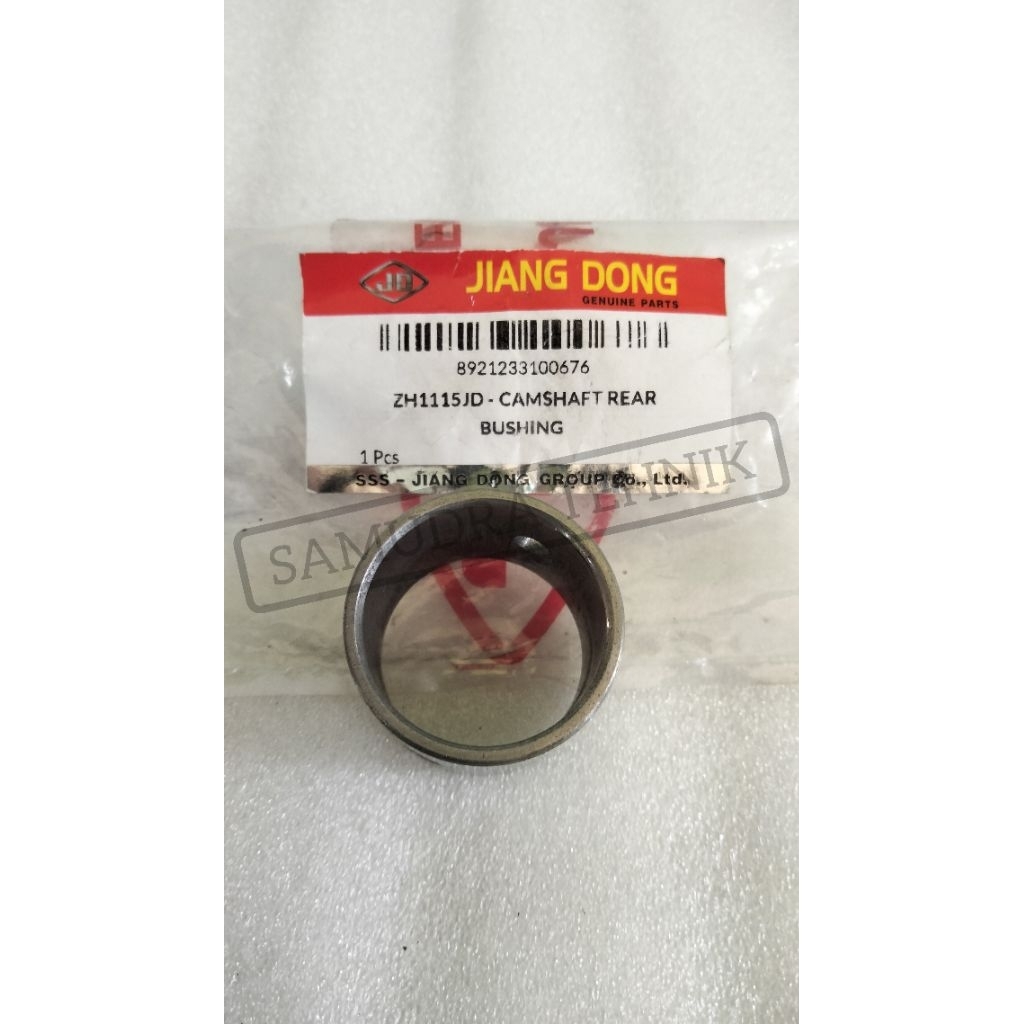 JD
JIANG DONG
GENUINE PARTS
8921233100676
ZH1115JD - CAMSHAFT REAR
BUSHING
1 Pcs
SSS - JIANG DONG GROUP Co., Ltd.
SAMUDRA TEHNIK